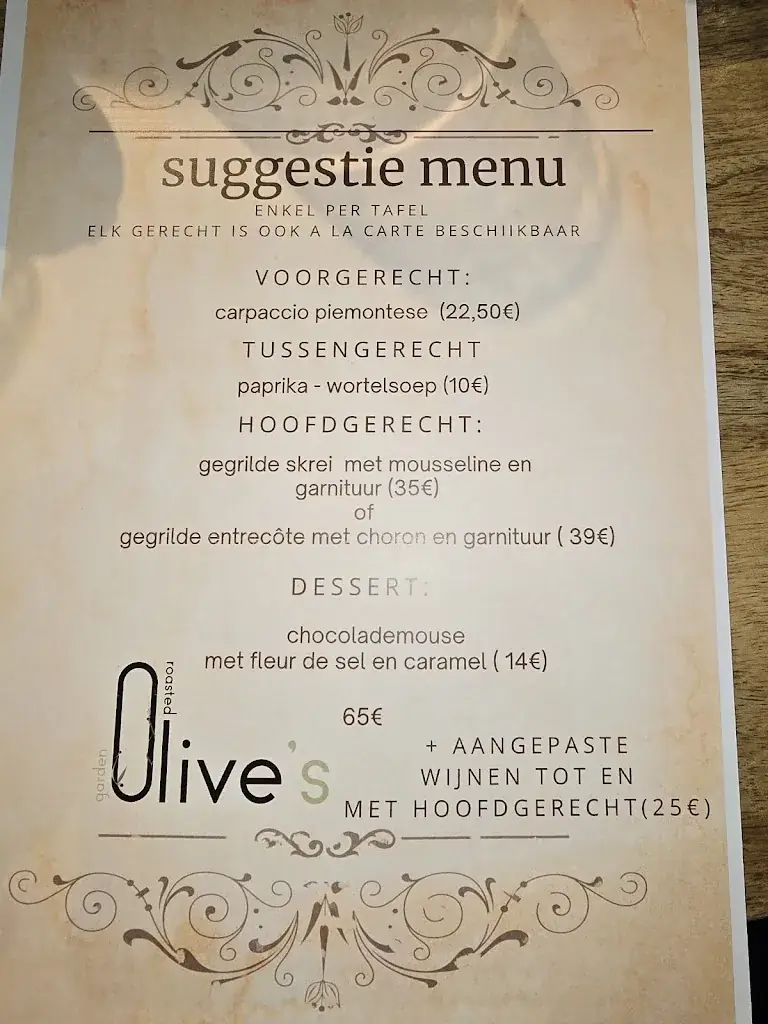 suggestie menu
ENKEL PER TAFEL
ELK GERECHT IS OOK A LA CARTE BESCHIIKBAAR
VOORGERECHT:
carpaccio piemontese (22,50€)
TUSSENGERECHT
paprika - wortelsoep (10€)
HOOFDGERECHT:
gegrilde skrei met mousseline en
garnituur (35€)
of
gegrilde entrecôte met choron en garnituur ( 39€)
DESSERT:
chocolademouse
met fleur de sel en caramel ( 14€)
65€
+ AANGEPASTE
WIJNEN TOT EN
MET HOOFDGERECHT(25€)
garden
Olive's
roasted